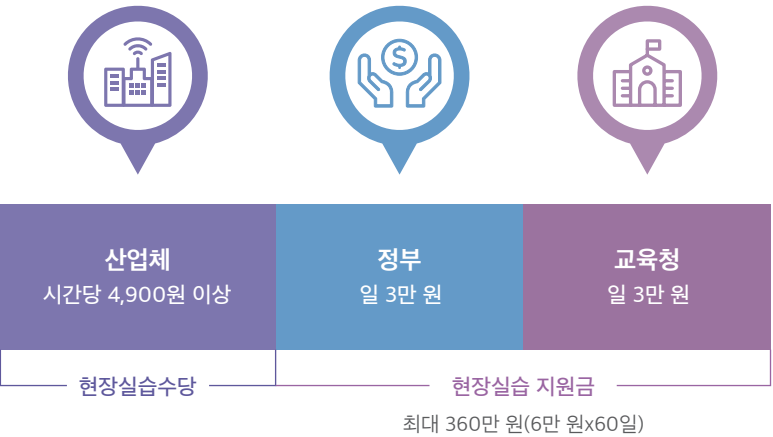 산업체
시간당 4,900원 이상
정부
일 3만 원
교육청
일 3만 원
현장실습수당
현장실습 지원금
최대 360만 원(6만 원x60일)